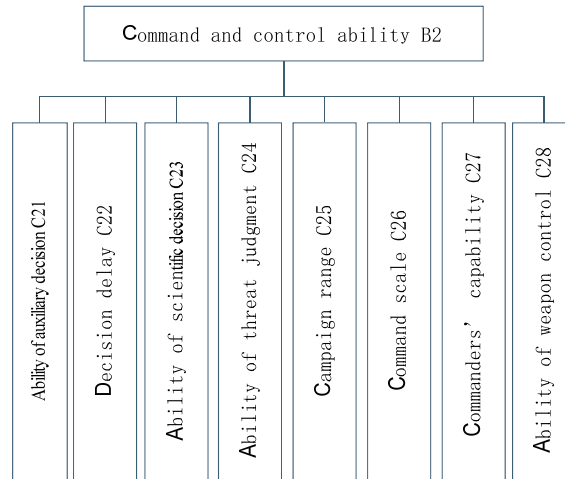 Command and control ability B2
Ability of auxiliary decision C21
Decision delay C22
Ability of scientific decision C23
Ability of threat judgment C24
Campaign range C25
Command scale C26
Commanders’ capability C27
Ability of weapon control C28